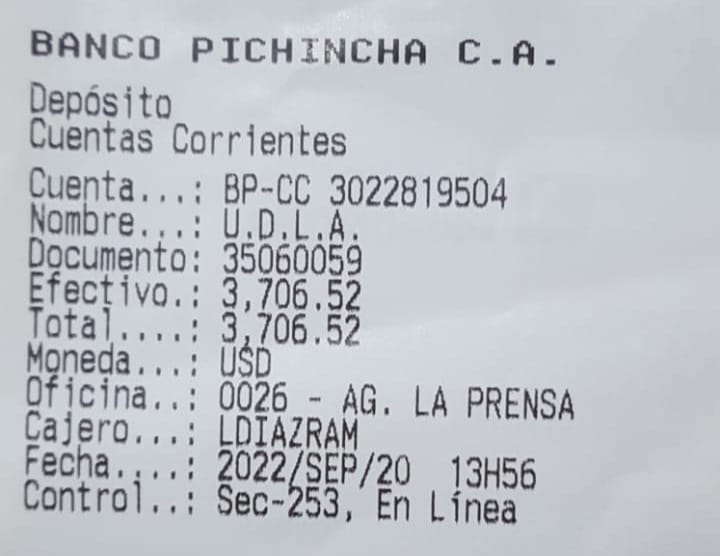 BANCO PICHINCHA C.A.
Depósito
Cuentas Corrientes
Cuenta...: BP-CC 3022819504
Nombre...: U.D.L.A.
Documento: 35060059
Efectivo.: 3,706.52
Total....: 3,706.52
Moneda...: USD
Oficina..: 0026 - AG. LA PRENSA
Cajero...: LDIAZRAM
Fecha....: 2022/SEP/20 13H56
Control..: Sec-253, En Línea